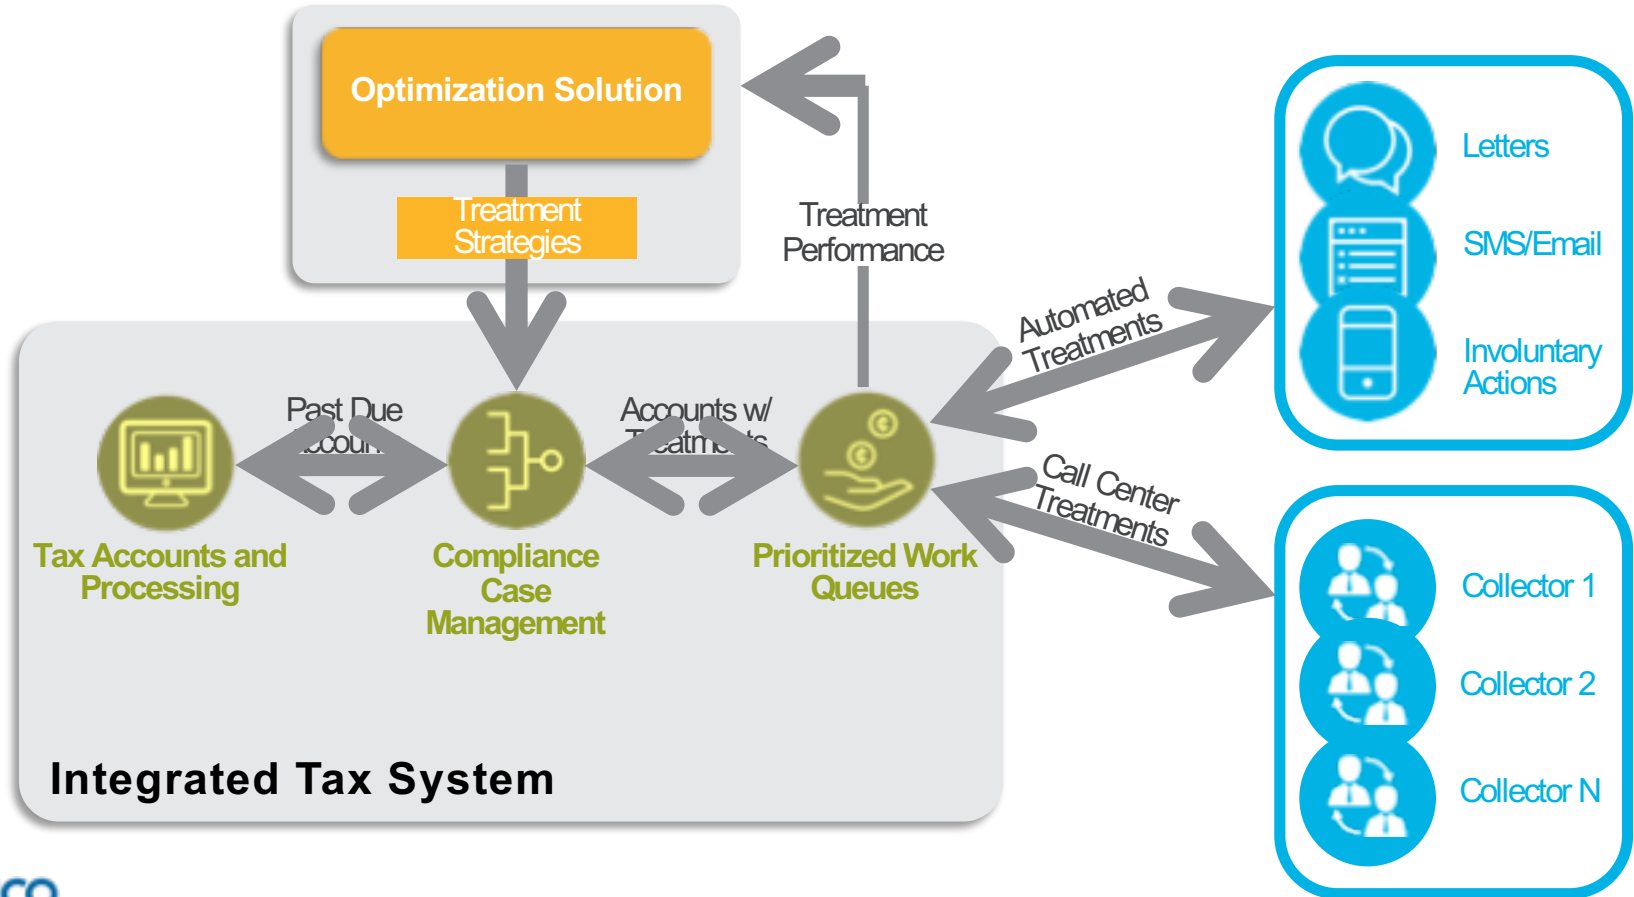 Optimization Solution
Treatment
Strategies
Treatment
Performance
Automated
Treatments
Letters
SMS/Email
Involuntary
Actions
Past Due
Accounts w/
Call Center
Treatments
Tax Accounts and
Processing
Compliance
Case
Management
Prioritized Work
Queues
Collector 1
Collector 2
Collector N
Integrated Tax System